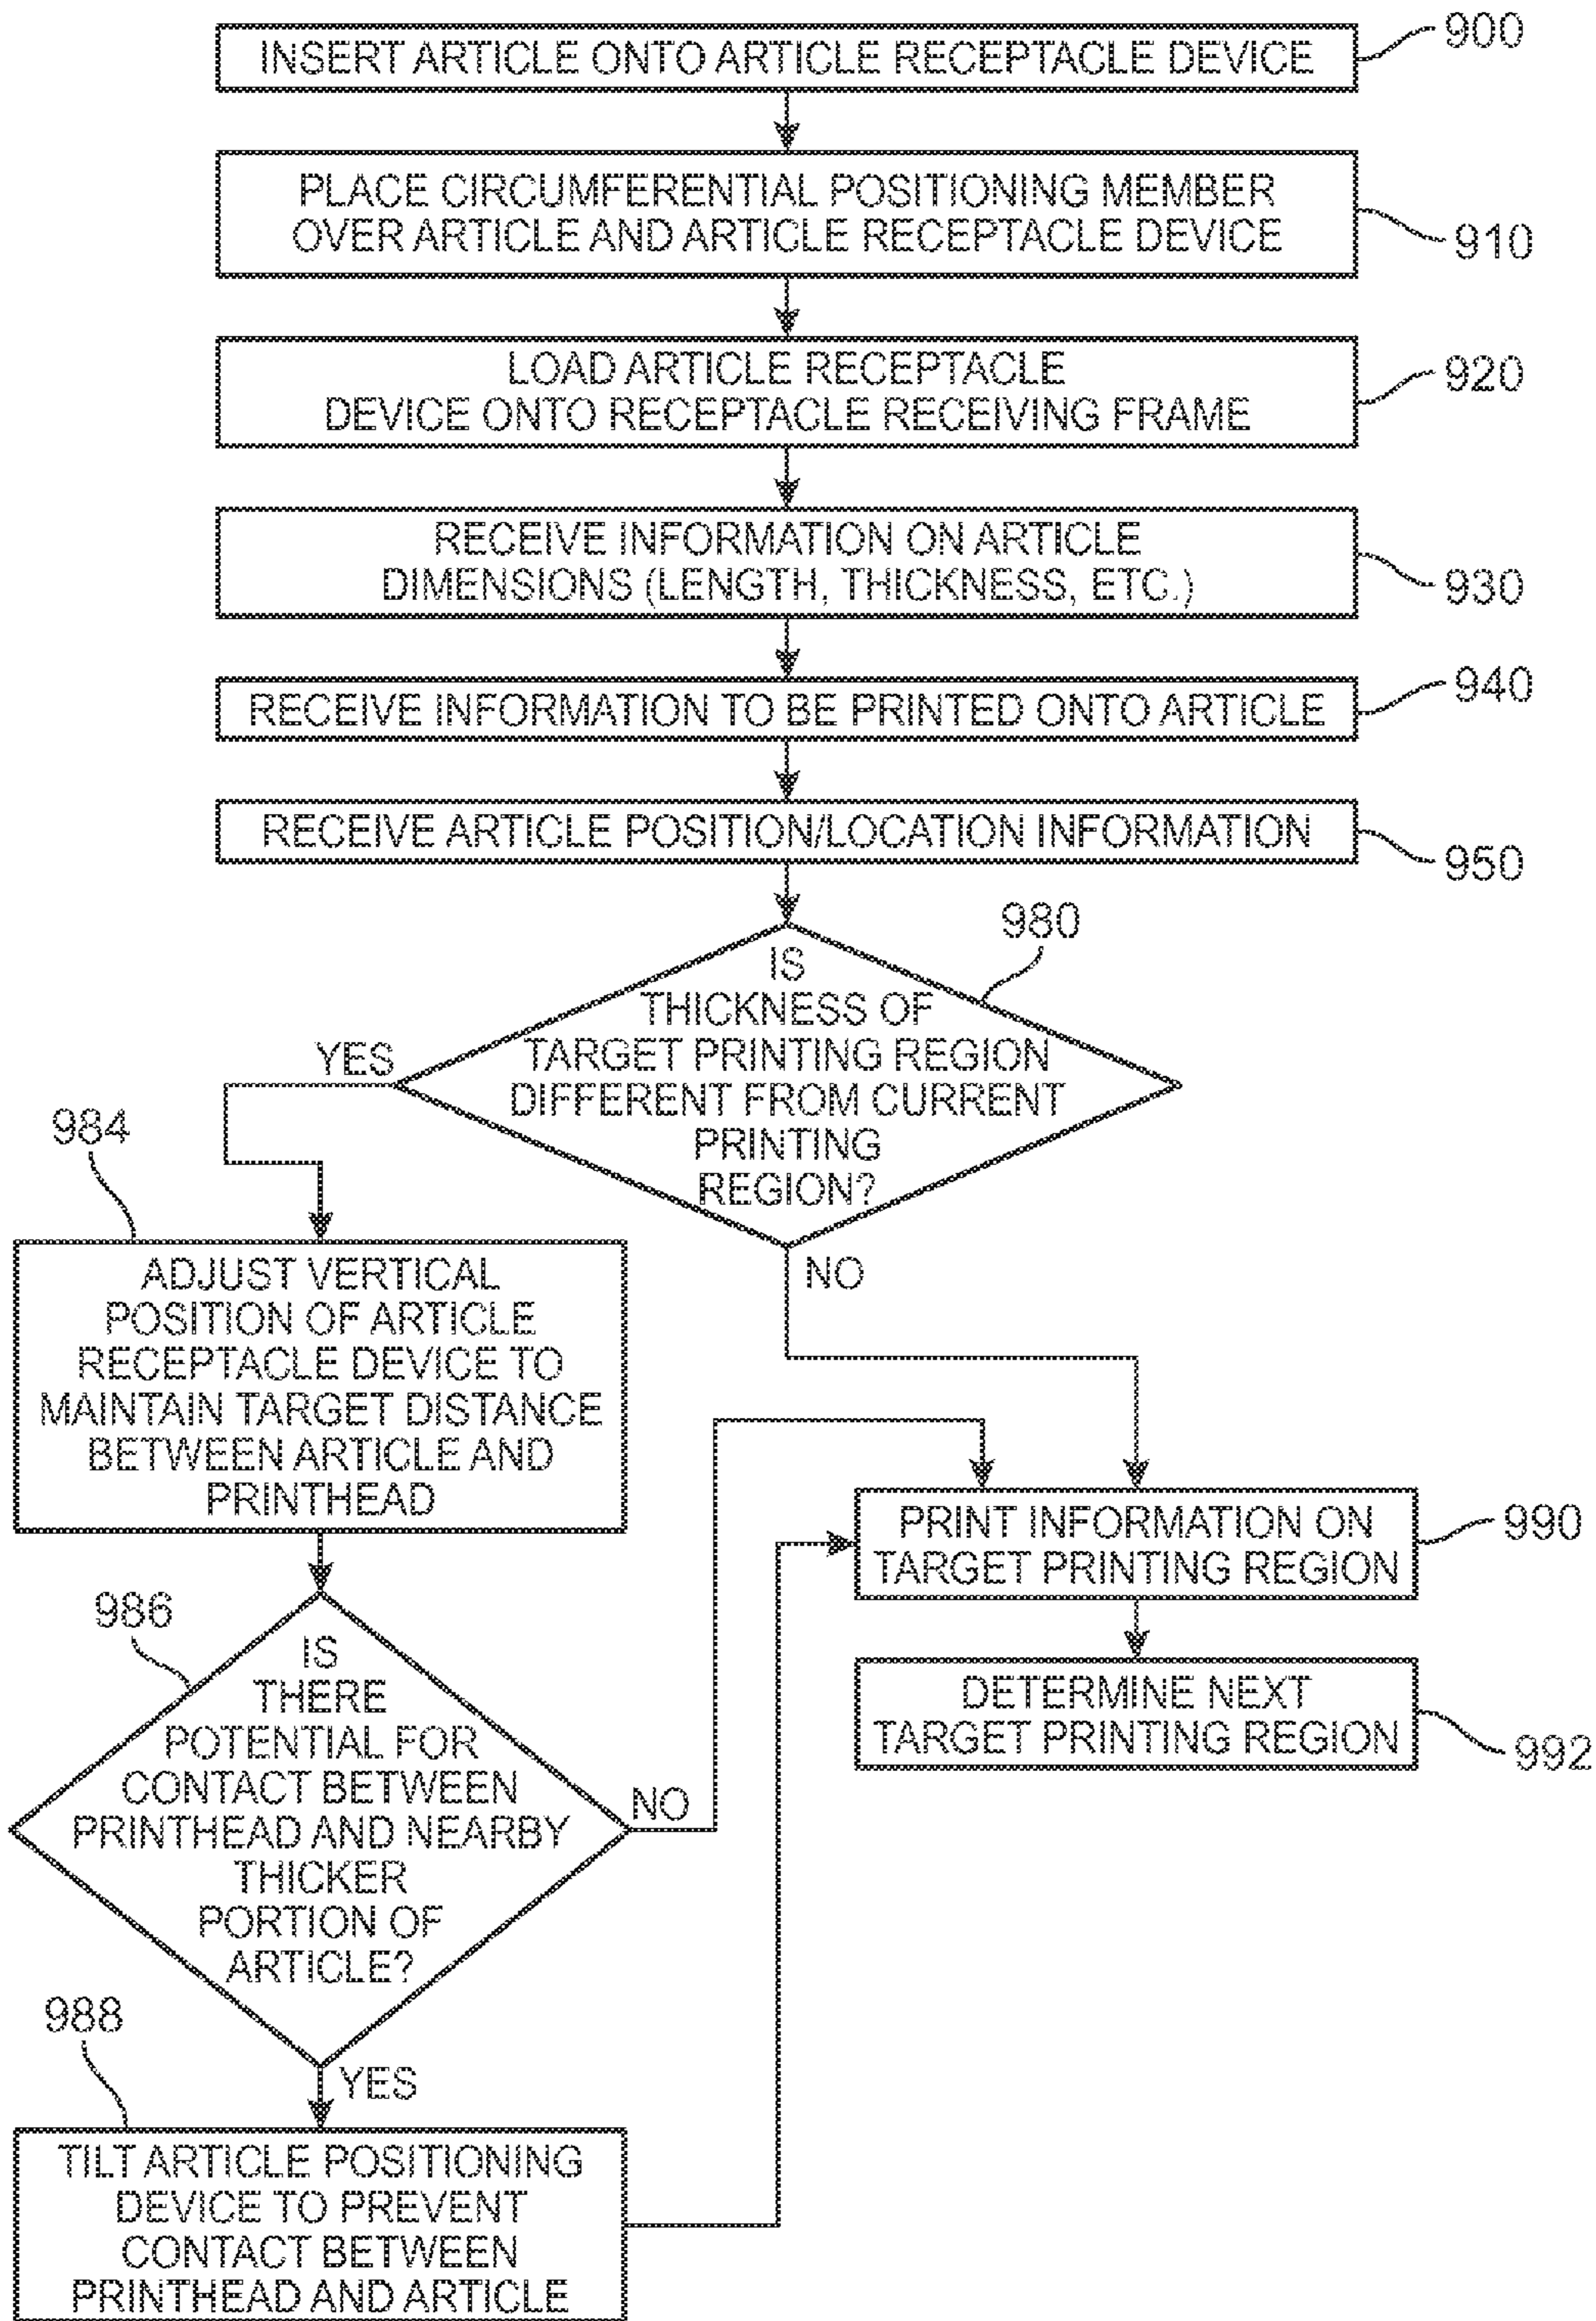 INSERT ARTICLE ONTO ARTICLE RECEPTACLE DEVICE
900
PLACE CIRCUMFERENTIAL POSITIONING MEMBER
OVER ARTICLE AND ARTICLE RECEPTACLE DEVICE
910
LOAD ARTICLE RECEPTACLE
DEVICE ONTO RECEPTACLE RECEIVING FRAME
920
RECEIVE INFORMATION ON ARTICLE
DIMENSIONS (LENGTH, THICKNESS, ETC.)
930
RECEIVE INFORMATION TO BE PRINTED ONTO ARTICLE
940
RECEIVE ARTICLE POSITION/LOCATION INFORMATION
950
980
IS
THICKNESS OF
TARGET PRINTING REGION
DIFFERENT FROM CURRENT
PRINTING
REGION?
YES
NO
984
ADJUST VERTICAL
POSITION OF ARTICLE
RECEPTACLE DEVICE TO
MAINTAIN TARGET DISTANCE
BETWEEN ARTICLE AND
PRINTHEAD
986
IS
THERE
POTENTIAL FOR
CONTACT BETWEEN
PRINTHEAD AND NEARBY
THICKER
PORTION OF
ARTICLE?
NO
YES
988
TILT ARTICLE POSITIONING
DEVICE TO PREVENT
CONTACT BETWEEN
PRINTHEAD AND ARTICLE
PRINT INFORMATION ON
TARGET PRINTING REGION
990
DETERMINE NEXT
TARGET PRINTING REGION
992